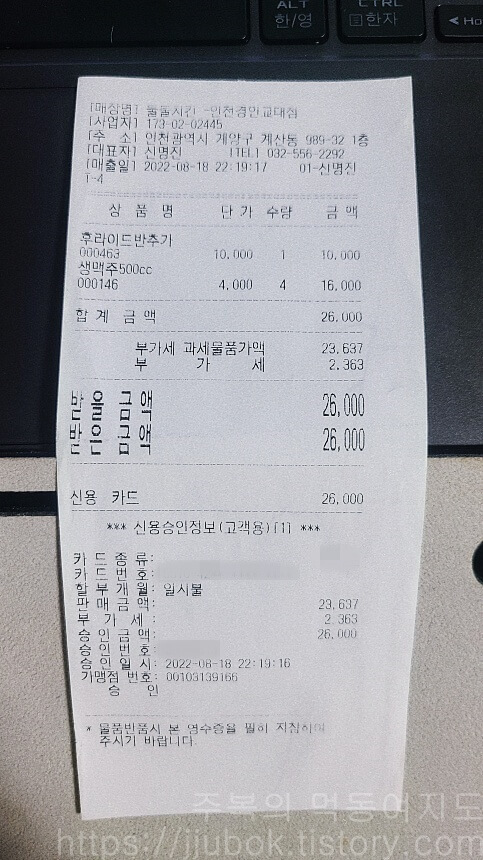 ALT
한/영
CTRL
한자
< Ho
[매장명] 율품시간 -인천경인교대점
[사업자] 173-02-02445
[주 소] 인천광역시 계양구 계산동 989-32 1층
[대표자] 신명진 [TEL] 032-556-2292
[매출일] 2022-08-18 22:19:17 01-신명진
1-4
상 품 명 단 가 수량 금 액
후라이드반추가
000463 10,000 1 10,000
생맥주500cc
000146 4,000 4 16,000
합 계 금 액 26,000
부가세 과세물품가액 23,637
부 가 세 2,363
받을 금액 26,000
받은 금액 26,000
신용 카드 26,000
*** 신용승인정보(고객용)[1] ***
카 드 종 류:
카 드 번 호:
할 부 개 월: 일시불
판 매 금 액: 23,637
부 가 세 : 2,363
승 인 금 액: 26,000
승 인 번 호:
승 인 일 시: 2022-08-18 22:19:16
가맹점 번호: 00103139166
승 인
* 물품반품시 본 영수증을 필히 지참하여
주시기 바랍니다.
주복의 먹동여지도
https://jjubok.tistory.com